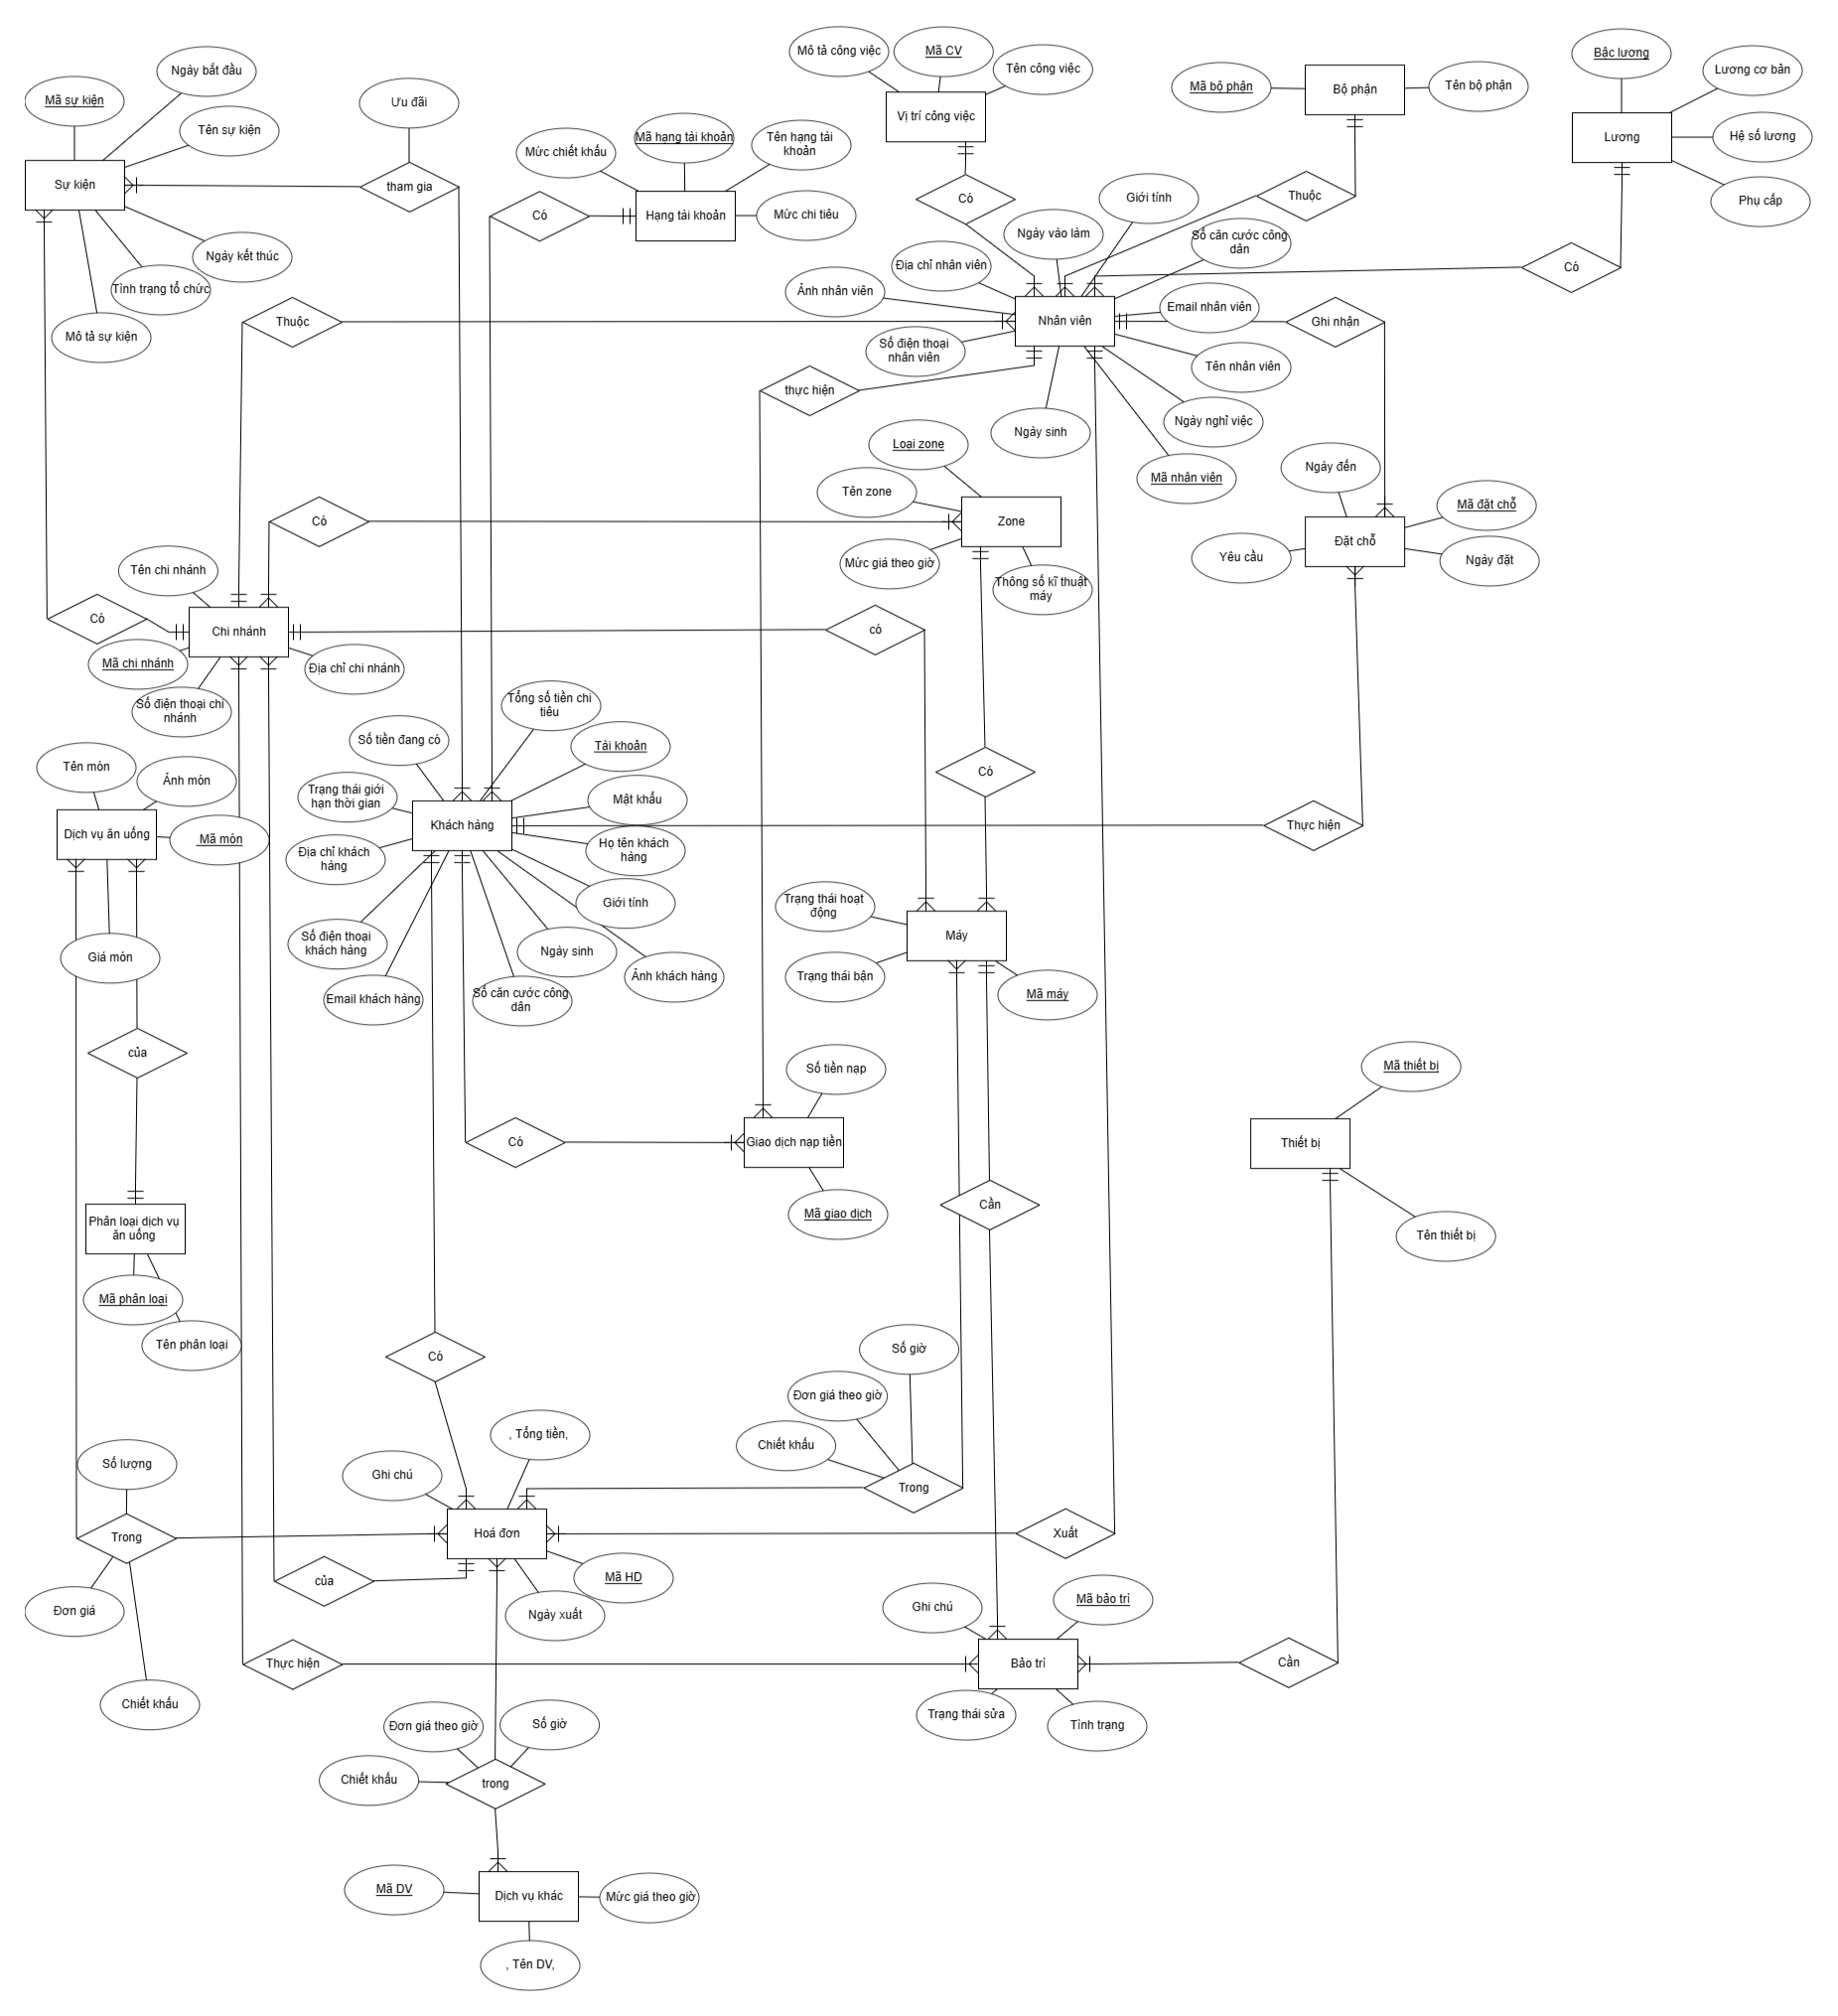 Mô tả công việc
Mã CV
Tên công việc
Bậc lương
Lương cơ bản
Ngày bắt đầu
Mã sự kiện
Ưu đãi
Mã bộ phận
Bộ phận
Tên bộ phận
Vị trí công việc
Tên sự kiện
Mã hạng tài khoản
Tên hạng tài
khoản
Mức chiết khấu
Lương
Hệ số lương
Sự kiện
tham gia
Có
Thuộc
Giới tính
Phụ cấp
Có
Hạng tài khoản
Mức chi tiêu
Ngày vào làm
Số căn cước công
dân
Ngày kết thúc
Địa chỉ nhân viên
Có
Tình trạng tổ chức
Ảnh nhân viên
Email nhân viên
Mô tả sự kiện
Thuộc
Nhân viên
Ghi nhận
Số điện thoại
nhân viên
Tên nhân viên
thực hiện
Ngày sinh
Ngày nghỉ việc
Loại zone
Ngày đến
Mã nhân viên
Tên zone
Có
Zone
Mã đặt chỗ
Đặt chỗ
Mức giá theo giờ
Yêu cầu
Ngày đặt
Tên chi nhánh
Thông số kĩ thuật
máy
Có
Chi nhánh
có
Mã chi nhánh
Địa chỉ chi nhánh
Số điện thoại chi
nhánh
Tổng số tiền chi
tiêu
Số tiền đang có
Tài khoản
Tên món
Ảnh món
Có
Trạng thái giới
hạn thời gian
Mật khẩu
Dịch vụ ăn uống
Mã món
Khách hàng
Thực hiện
Họ tên khách
hàng
Địa chỉ khách
hàng
Giới tính
Trạng thái hoạt
động
Số điện thoại
khách hàng
Ngày sinh
Máy
Giá món
Ảnh khách hàng
Trạng thái bận
Email khách hàng
Số căn cước công
dân
Mã máy
của
Số tiền nạp
Mã thiết bị
Có
Giao dịch nạp tiền
Thiết bị
Cần
Mã giao dịch
Phân loại dịch vụ
ăn uống
Tên thiết bị
Mã phân loại
Tên phân loại
Có
Số giờ
Đơn giá theo giờ
, Tổng tiền,
Chiết khấu
Số lượng
Ghi chú
Trong
Trong
Hoá đơn
Xuất
của
Mã HD
Đơn giá
Ngày xuất
Ghi chú
Mã bảo trì
Thực hiện
Bảo trì
Cần
Chiết khấu
Trạng thái sửa
Tình trạng
Đơn giá theo giờ
Số giờ
Chiết khấu
trong
Mã DV
Dịch vụ khác
Mức giá theo giờ
, Tên DV,